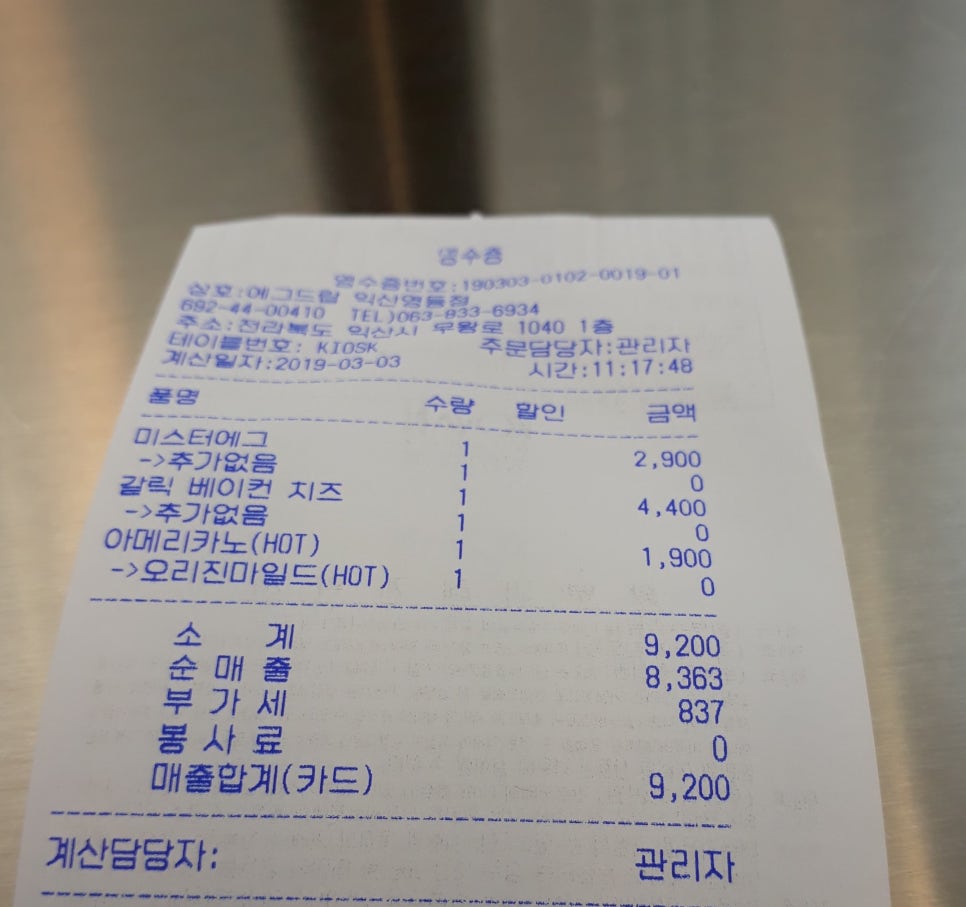 영수증
영수증번호:190303-0102-0019-01
상호:에그드랍 익산영등점
692-44-00410 TEL)063-833-6934
주소:전라북도 익산시 무왕로 1040 1층
테이블번호: KIOSK 주문담당자:관리자
계산일자:2019-03-03 시간:11:17:48
품명 수량 할인 금액
미스터에그 1 2,900
->추가없음 1 0
갈릭 베이컨 치즈 1 4,400
->추가없음 1 0
아메리카노(HOT) 1 1,900
->오리진마일드(HOT) 1 0
소 계 9,200
순 매 출 8,363
부 가 세 837
봉 사 료 0
매출합계(카드) 9,200
계산담당자: 관리자